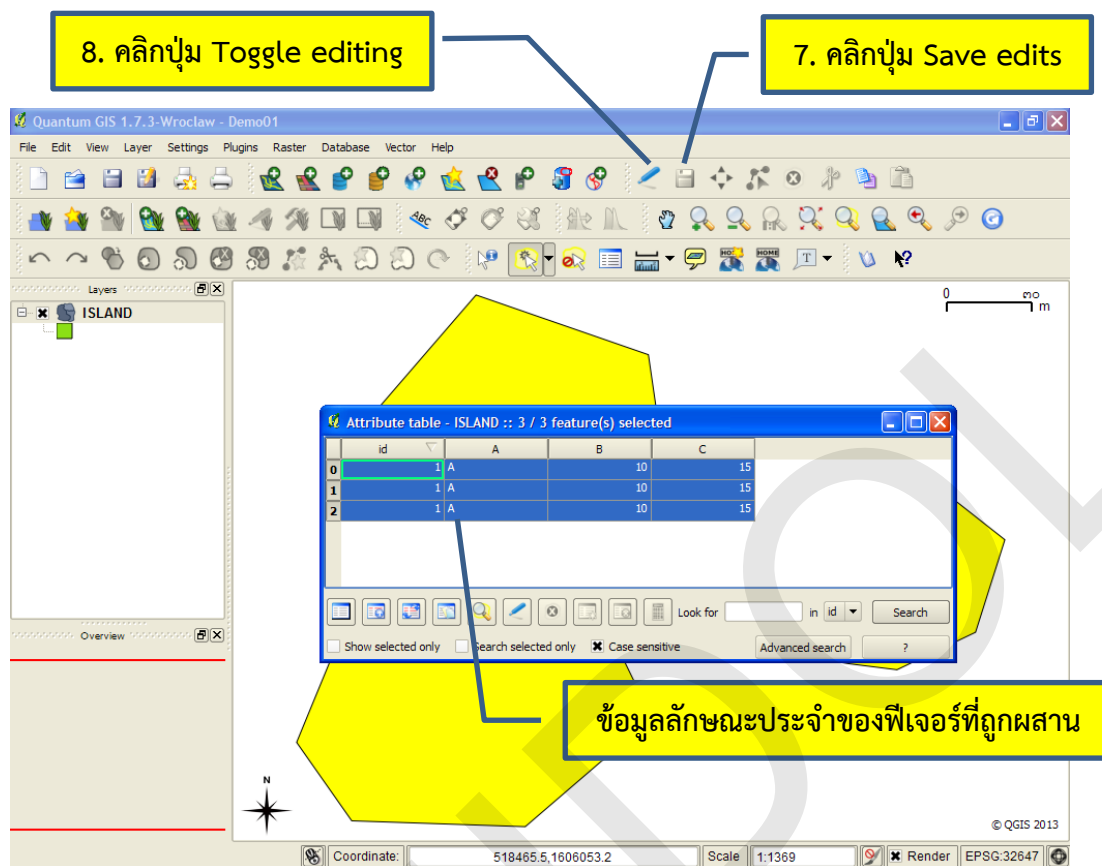 8. คลิกปุ่ม Toggle editing
7. คลิกปุ่ม Save edits
Quantum GIS 1.7.3-Wroclaw - Demo01
File Edit View Layer Settings Plugins Raster Database Vector Help
ABC
HOME
T
Layers
ISLAND
0 ๓๐
m
Attribute table - ISLAND :: 3 / 3 feature(s) selected
id A B C
0 1 A 10 15
1 1 A 10 15
2 1 A 10 15
Look for in id Search
Show selected only Search selected only Case sensitive Advanced search ?
Overview
ข้อมูลลักษณะประจำของฟีเจอร์ที่ถูกผสาน
N
© QGIS 2013
Coordinate: 518465.5,1606053.2 Scale 1:1369 Render EPSG:32647